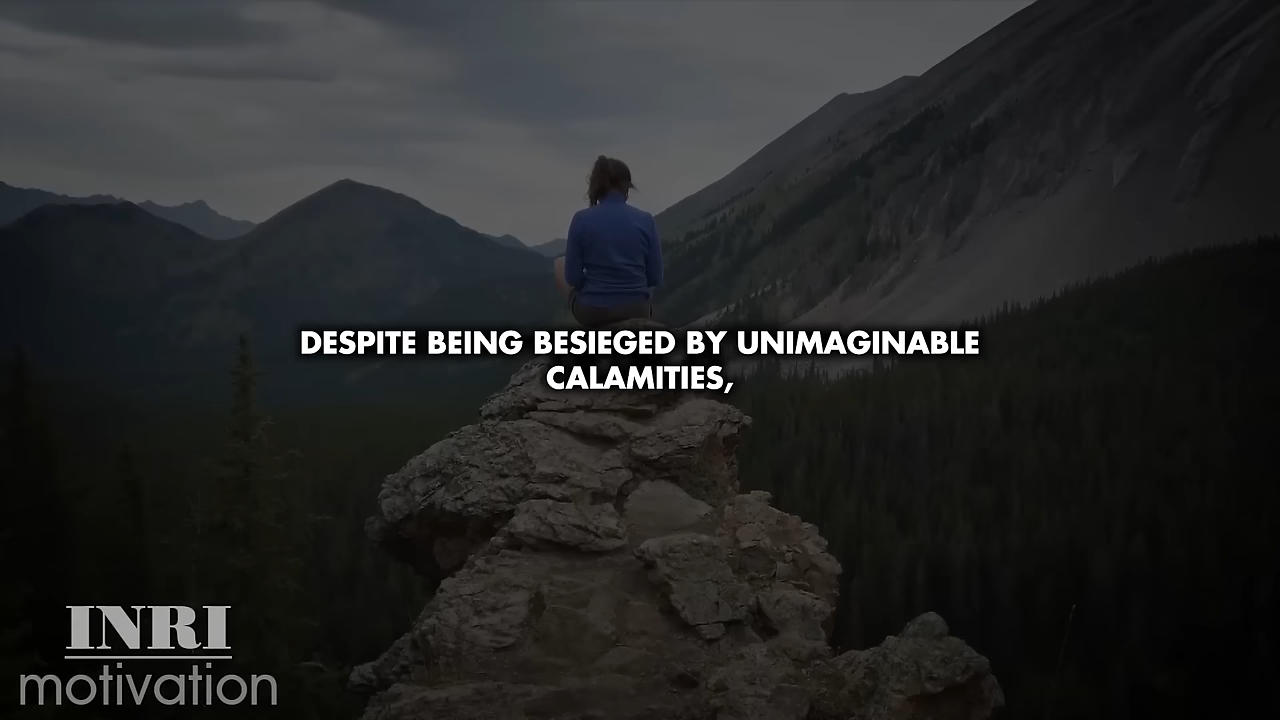 DESPITE BEING BESIEGED BY UNIMAGINABLE
CALAMITIES,
INRI
motivation